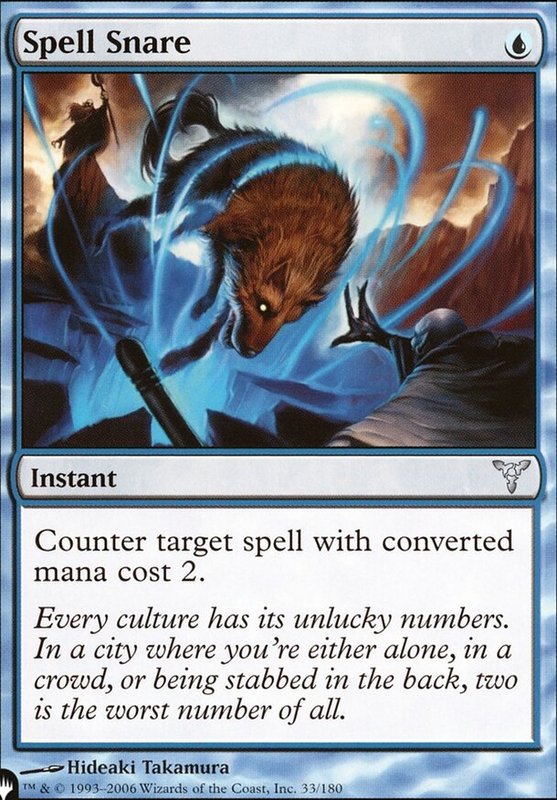 Spell Snare
Instant
Counter target spell with converted
mana cost 2.
Every culture has its unlucky numbers.
In a city where you're either alone, in a
crowd, or being stabbed in the back, two
is the worst number of all.
Hideaki Takamura
™ & © 1993–2006 Wizards of the Coast, Inc. 33/180